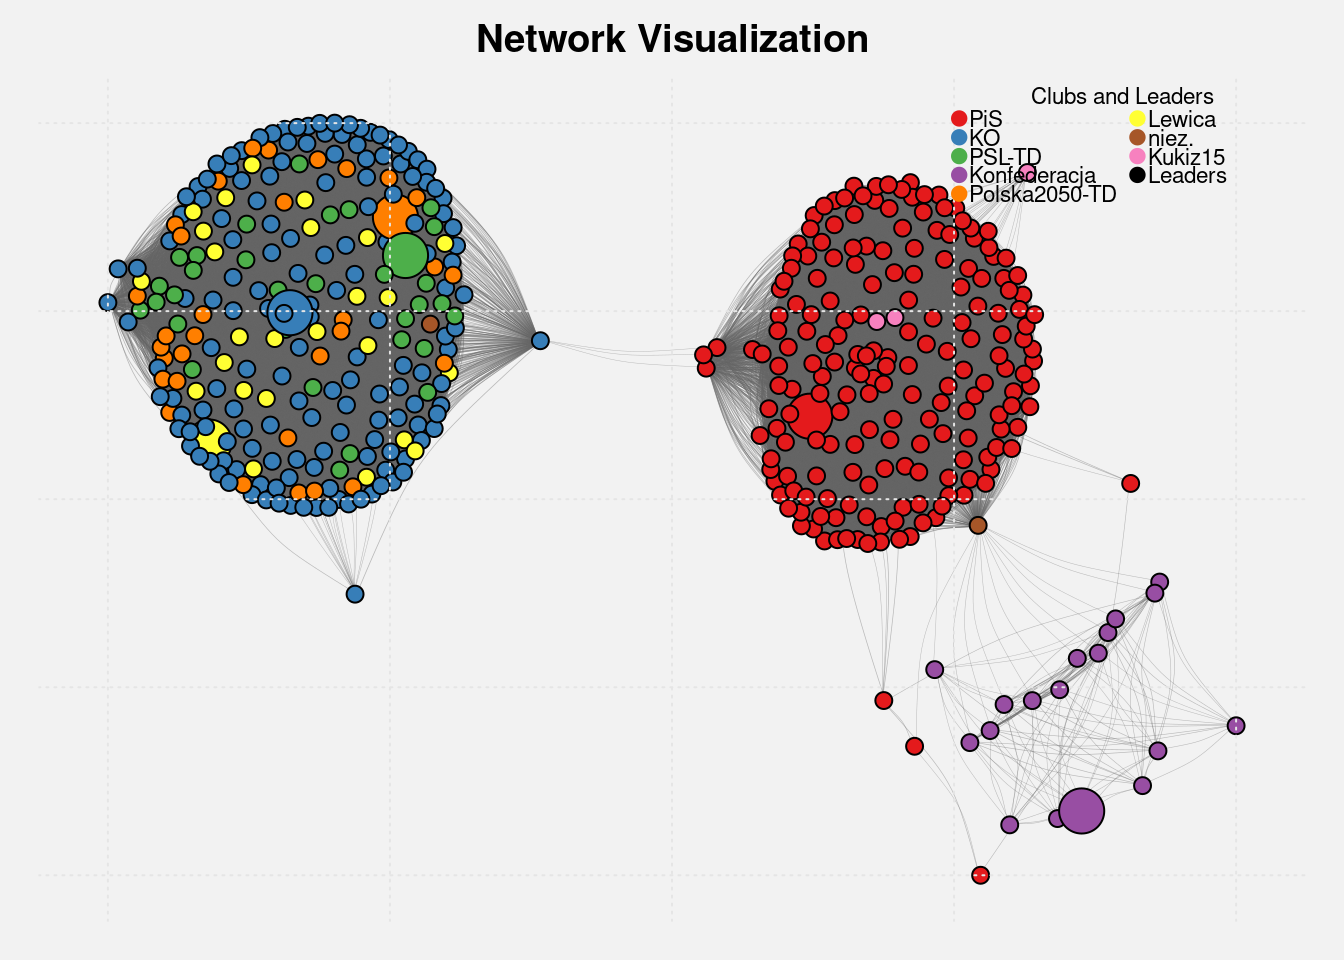 Network Visualization
Clubs and Leaders
PiS
KO
PSL-TD
Konfederacja
Polska2050-TD
Lewica
niez.
Kukiz15
Leaders